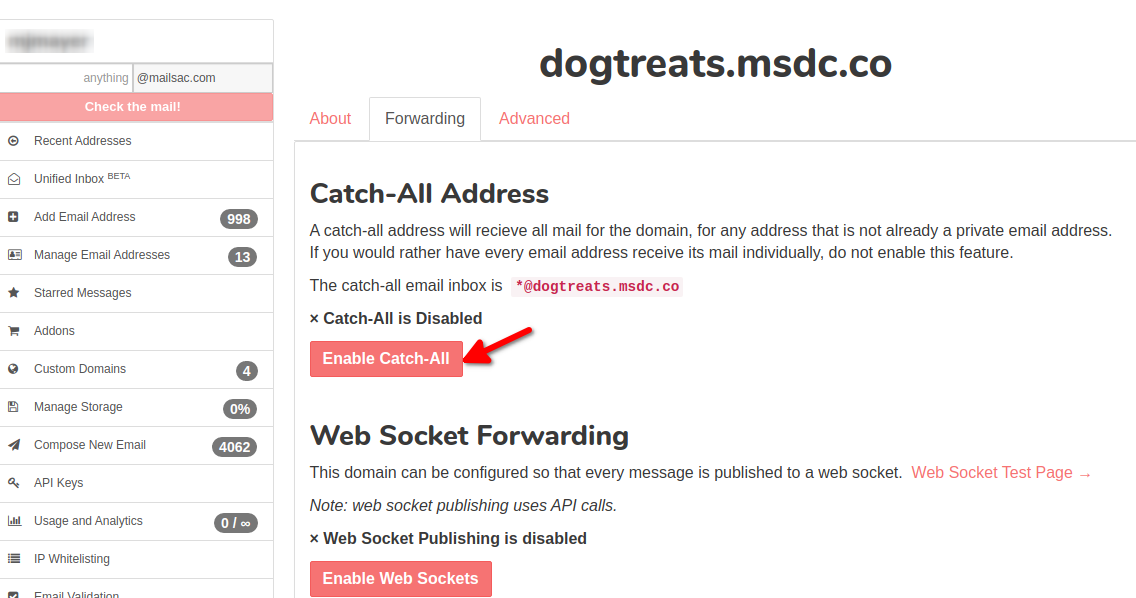 anything @mailsac.com
Check the mail!
Recent Addresses
Unified Inbox BETA
Add Email Address 998
Manage Email Addresses 13
Starred Messages
Addons
Custom Domains 4
Manage Storage 0%
Compose New Email 4062
API Keys
Usage and Analytics 0 / ∞
IP Whitelisting
Email Validation
dogtreats.msdc.co
About Forwarding Advanced
Catch-All Address
A catch-all address will recieve all mail for the domain, for any address that is not already a private email address.
If you would rather have every email address receive its mail individually, do not enable this feature.
The catch-all email inbox is *@dogtreats.msdc.co
× Catch-All is Disabled
Enable Catch-All
Web Socket Forwarding
This domain can be configured so that every message is published to a web socket. Web Socket Test Page →
Note: web socket publishing uses API calls.
× Web Socket Publishing is disabled
Enable Web Sockets